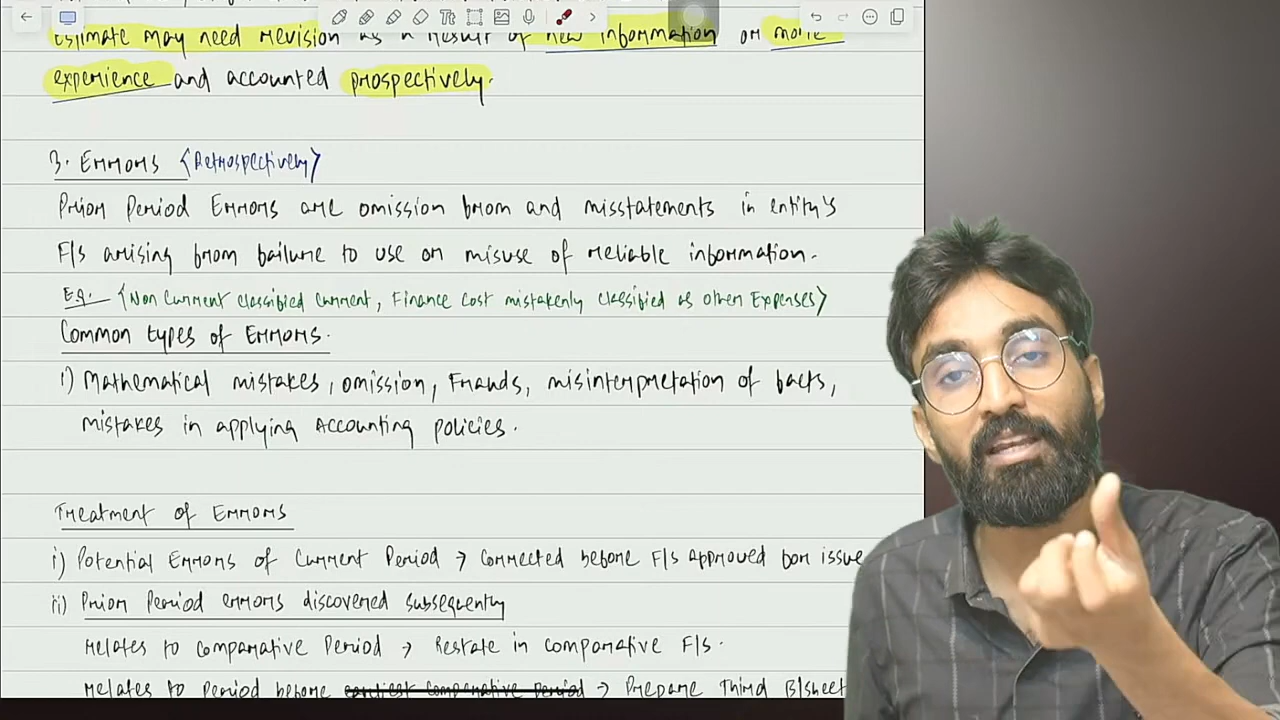 Estimate may need revision as a result of new information or more
experience and accounted prospectively.
3. Errors <Retrospectively>
Prior Period Errors are omission from and misstatements in entity's
F/s arising from failure to use or misuse of reliable information.
Eg. <Non Current classified current, Finance cost mistakenly classified as other Expenses>
Common types of Errors.
i) Mathematical mistakes, omission, Frauds, misinterpretation of facts,
mistakes in applying Accounting policies.
Treatment of Errors
i) Potential Errors of Current Period → Corrected before F/s approved for issue
ii) Prior Period errors discovered subsequently
relates to comparative Period → Restate in comparative F/s.
relates to Period before earliest comparative period → Prepare Third B/sheet